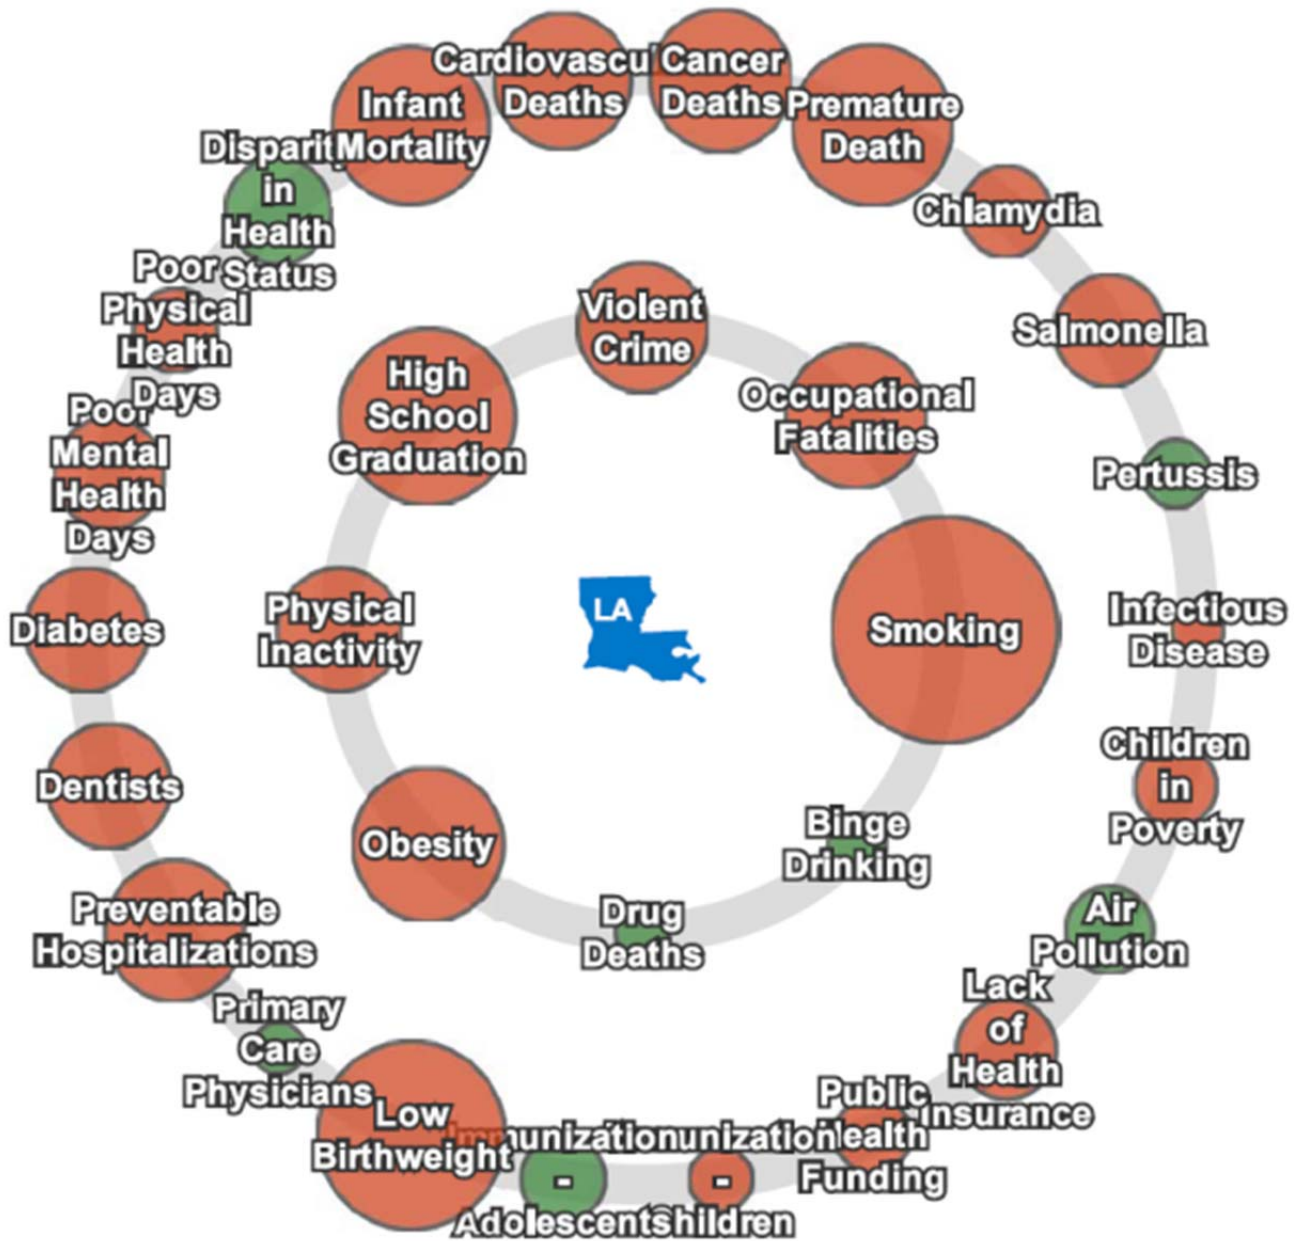 Cardiovascu
Deaths
Cancer
Deaths
Premature
Death
Infant
Mortality
Chlamydia
Disparit
in
Health
Status
Salmonella
Poor
Physical
Health
Days
Violent
Crime
High
School
Graduation
Occupational
Fatalities
Poor
Mental
Health
Days
Pertussis
LA
Diabetes
Physical
Inactivity
Smoking
Infectious
Disease
Dentists
Children
in
Poverty
Obesity
Binge
Drinking
Preventable
Hospitalizations
Drug
Deaths
Air
Pollution
Primary
Care
Physicians
Lack
of
Health
Insurance
Low
Birthweight
Public
Health
Funding
Immunization
-
Adolescents
unization
-
Children